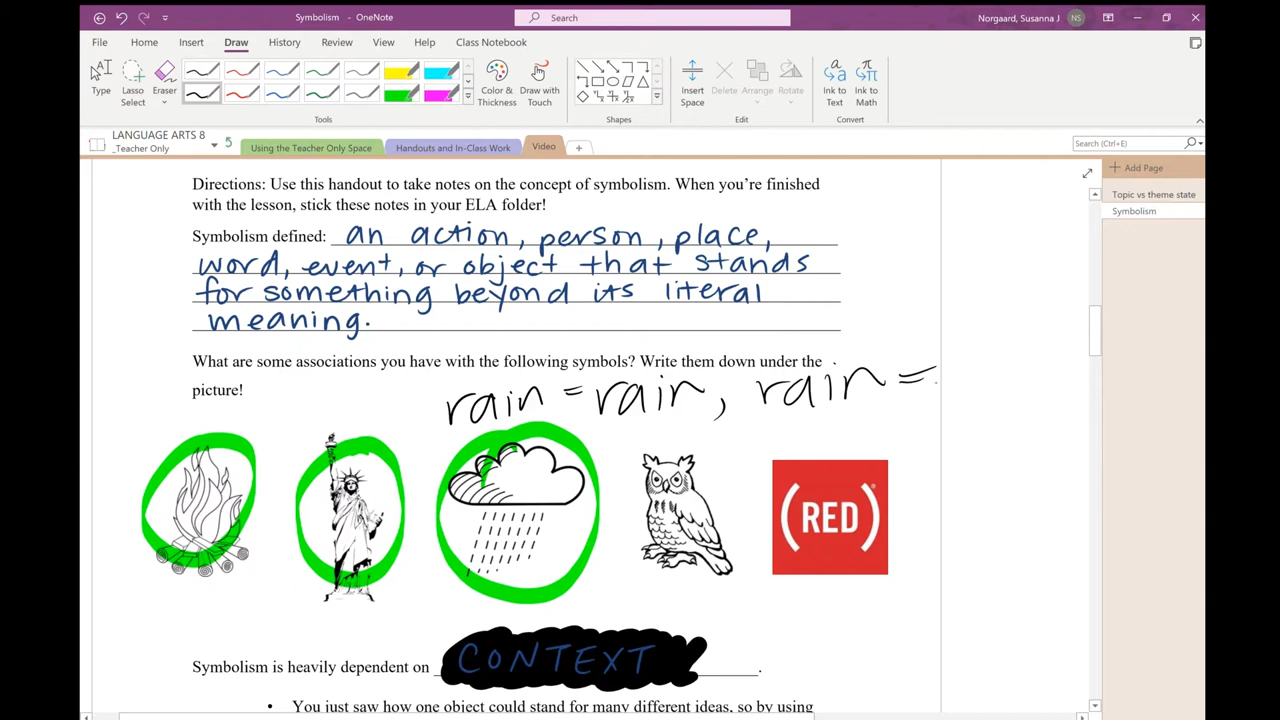 Symbolism - OneNote
Search
Norgaard, Susanna J
NS
File Home Insert Draw History Review View Help Class Notebook
Type
Lasso Select
Eraser
Color & Thickness
Draw with Touch
Insert Space
Delete
Arrange
Rotate
Ink to Text
Ink to Math
Tools
Shapes
Edit
Convert
LANGUAGE ARTS 8
_Teacher Only
Using the Teacher Only Space
Handouts and In-Class Work
Video
Search (Ctrl+E)
Add Page
Topic vs theme state
Symbolism
Directions: Use this handout to take notes on the concept of symbolism. When you’re finished
with the lesson, stick these notes in your ELA folder!
Symbolism defined: an action, person, place,
word, event, or object that stands
for something beyond its literal
meaning.
What are some associations you have with the following symbols? Write them down under the
picture!
rain = rain, rain =
(RED)®
Symbolism is heavily dependent on CONTEXT.
• You just saw how one object could stand for many different ideas, so by using